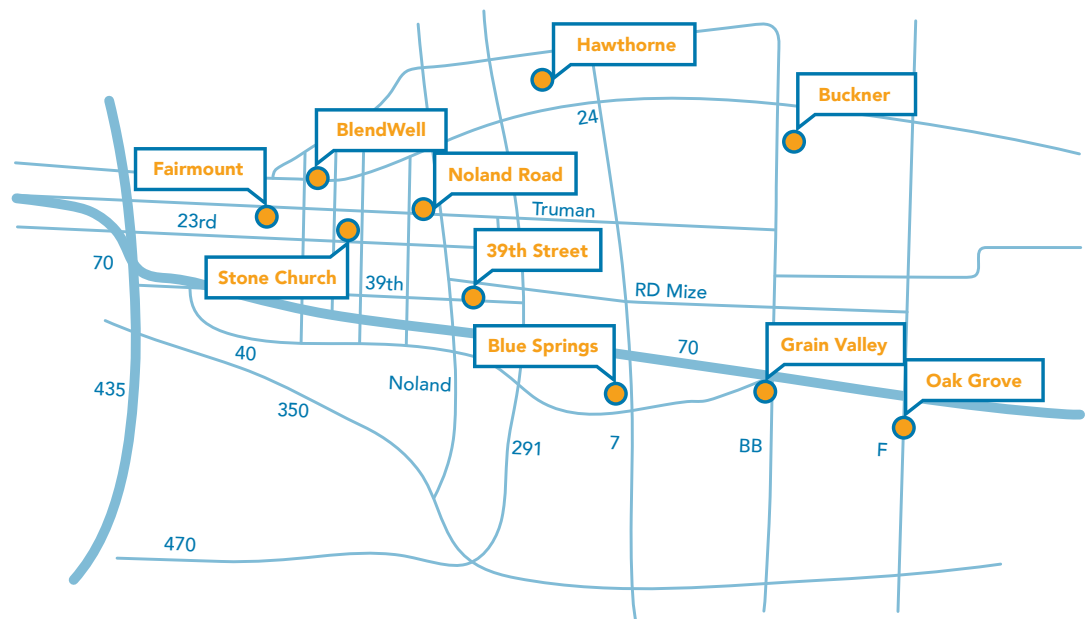 Hawthorne
Buckner
24
BlendWell
Fairmount
Noland Road
Truman
23rd
39th Street
70
Stone Church
39th
RD Mize
Blue Springs
70
Grain Valley
40
Oak Grove
435
Noland
350
291
7
BB
F
470